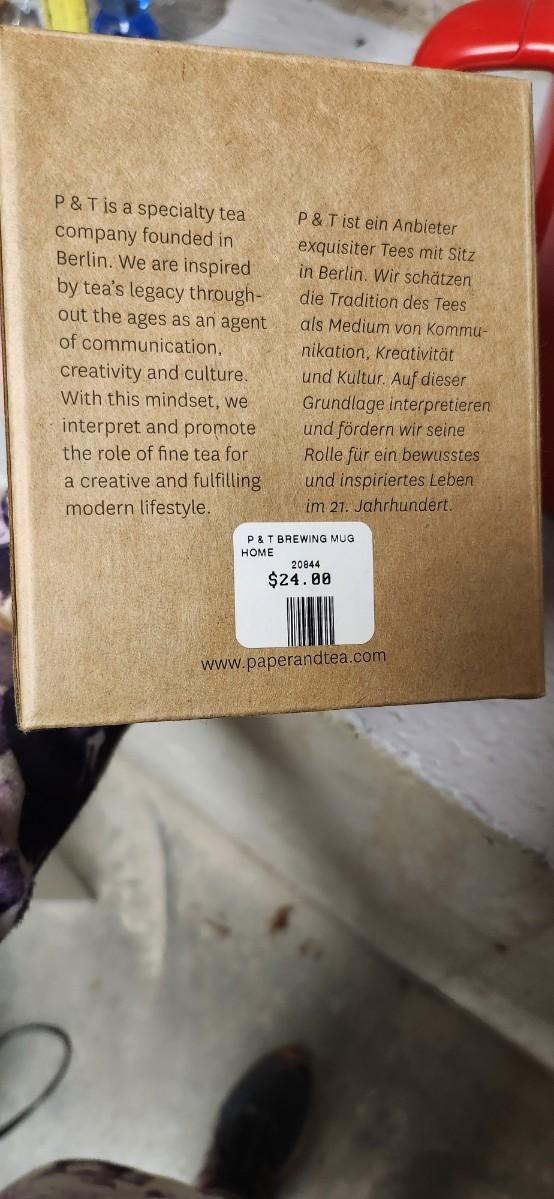 P & T is a specialty tea
company founded in
Berlin. We are inspired
by tea's legacy through-
out the ages as an agent
of communication,
creativity and culture.
With this mindset, we
interpret and promote
the role of fine tea for
a creative and fulfilling
modern lifestyle.
P & T ist ein Anbieter
exquisiter Tees mit Sitz
in Berlin. Wir schätzen
die Tradition des Tees
als Medium von Kommu-
nikation, Kreativität
und Kultur. Auf dieser
Grundlage interpretieren
und fördern wir seine
Rolle für ein bewusstes
und inspiriertes Leben
im 21. Jahrhundert.
P & T BREWING MUG
HOME
20844
$24.00
www.paperandtea.com